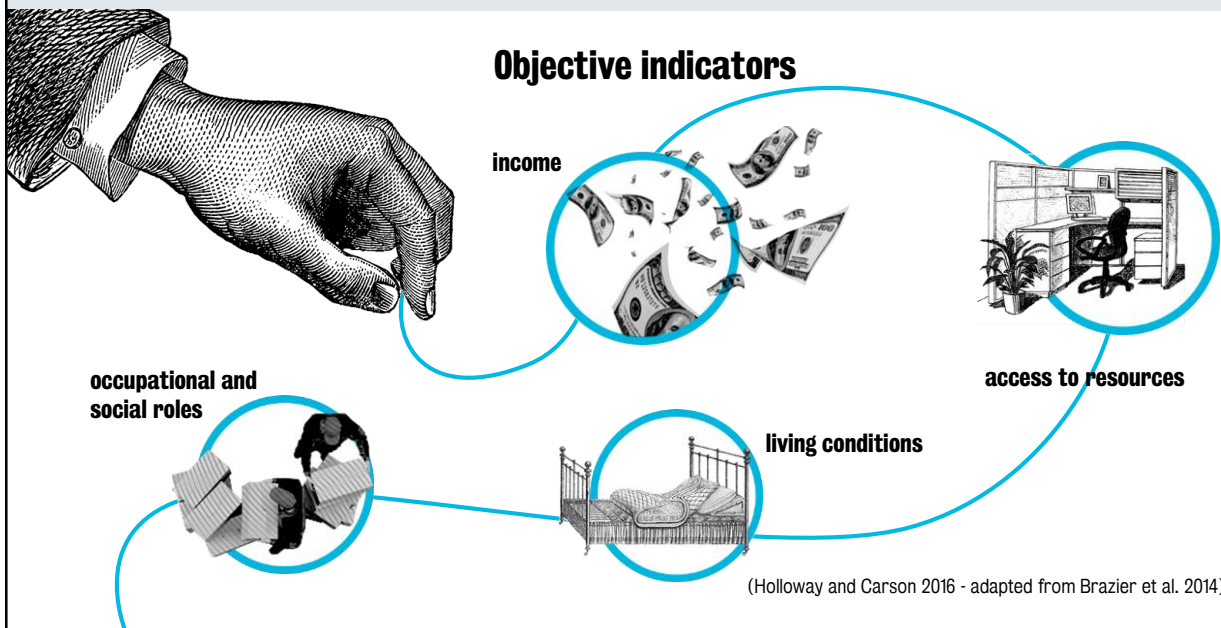 Objective indicators
income
access to resources
occupational and
social roles
living conditions
(Holloway and Carson 2016 - adapted from Brazier et al. 2014)